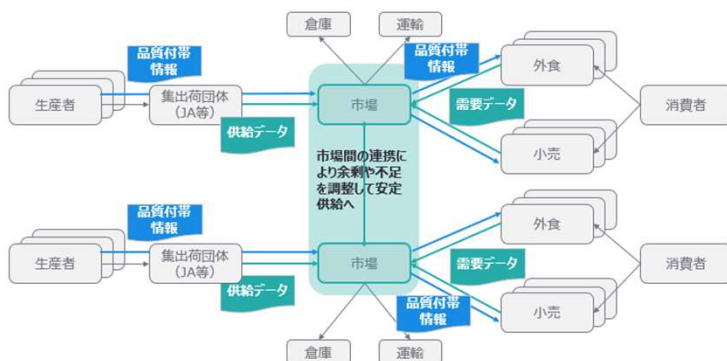 倉庫
運輸
品質付帯
情報
品質付帯
情報
外食
生産者
集出荷団体
(JA等)
市場
需要データ
消費者
供給データ
小売
市場間の連携に
より余剰や不足
を調整して安定
供給へ
品質付帯
情報
外食
生産者
集出荷団体
(JA等)
市場
需要データ
消費者
供給データ
品質付帯
情報
小売
倉庫
運輸